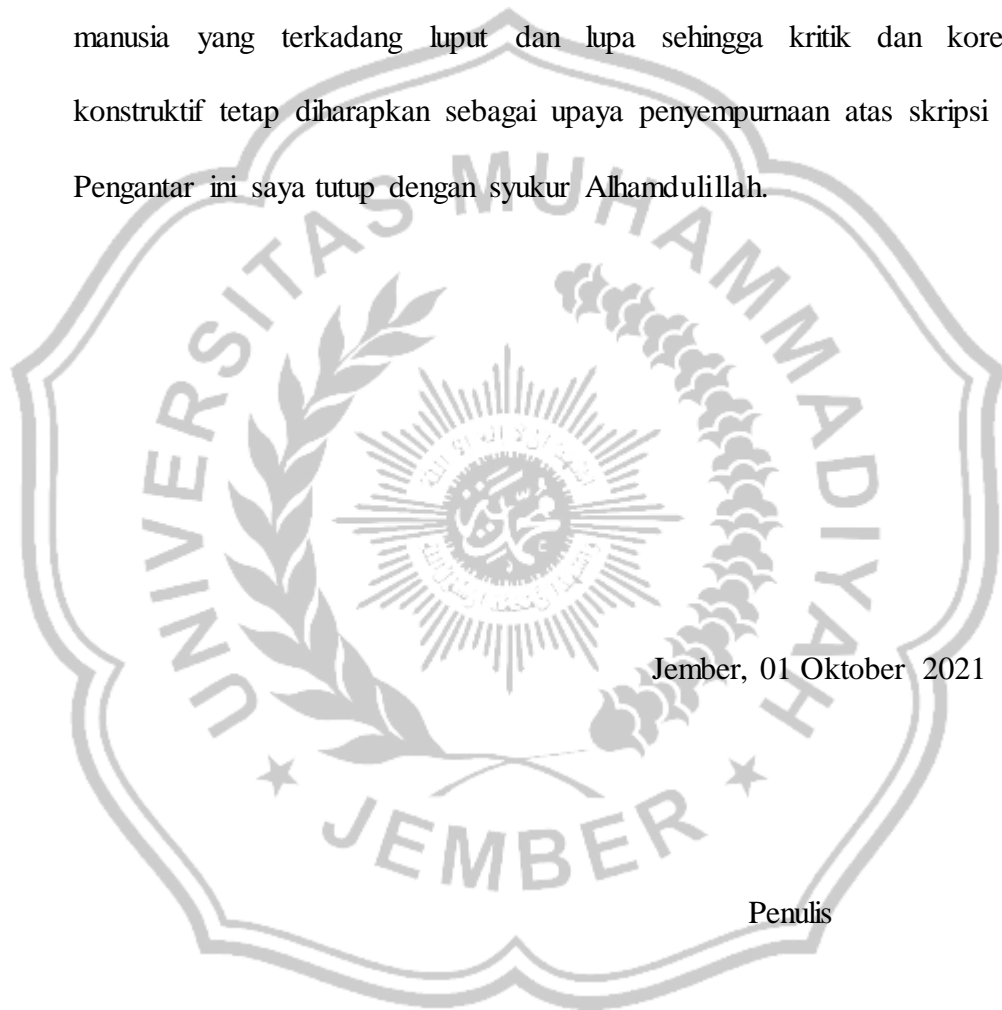 manusia yang terkadang luput dan lupa sehingga kritik dan kore
konstruktif tetap diharapkan sebagai upaya penyempurnaan atas skripsi
Pengantar ini saya tutup dengan syukur Alhamdulillah.
UNIVERSITAS MUHAMMADIYAH
JEMBER
Jember, 01 Oktober 2021
Penulis